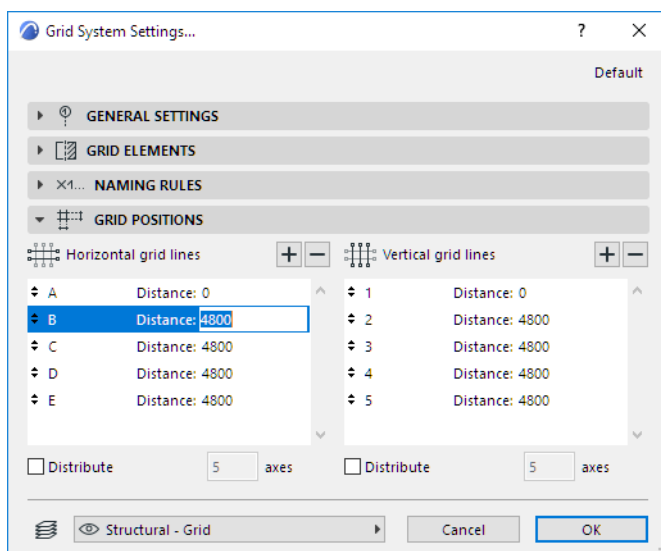 Grid System Settings...
?
Default
GENERAL SETTINGS
GRID ELEMENTS
X1... NAMING RULES
GRID POSITIONS
Horizontal grid lines
Vertical grid lines
A Distance: 0
B Distance: 4800
C Distance: 4800
D Distance: 4800
E Distance: 4800
1 Distance: 0
2 Distance: 4800
3 Distance: 4800
4 Distance: 4800
5 Distance: 4800
Distribute 5 axes
Distribute 5 axes
Structural - Grid
Cancel
OK